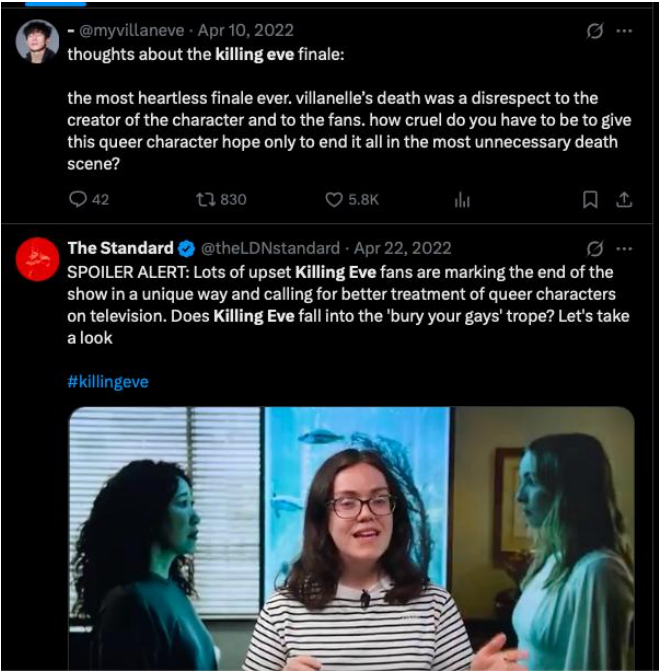 - @myvillaneve · Apr 10, 2022
thoughts about the killing eve finale:
the most heartless finale ever. villanelle's death was a disrespect to the
creator of the character and to the fans. how cruel do you have to be to give
this queer character hope only to end it all in the most unnecessary death
scene?
42 830 5.8K
The Standard @theLDNstandard · Apr 22, 2022
SPOILER ALERT: Lots of upset Killing Eve fans are marking the end of the
show in a unique way and calling for better treatment of queer characters
on television. Does Killing Eve fall into the 'bury your gays' trope? Let's take
a look
#killingeve